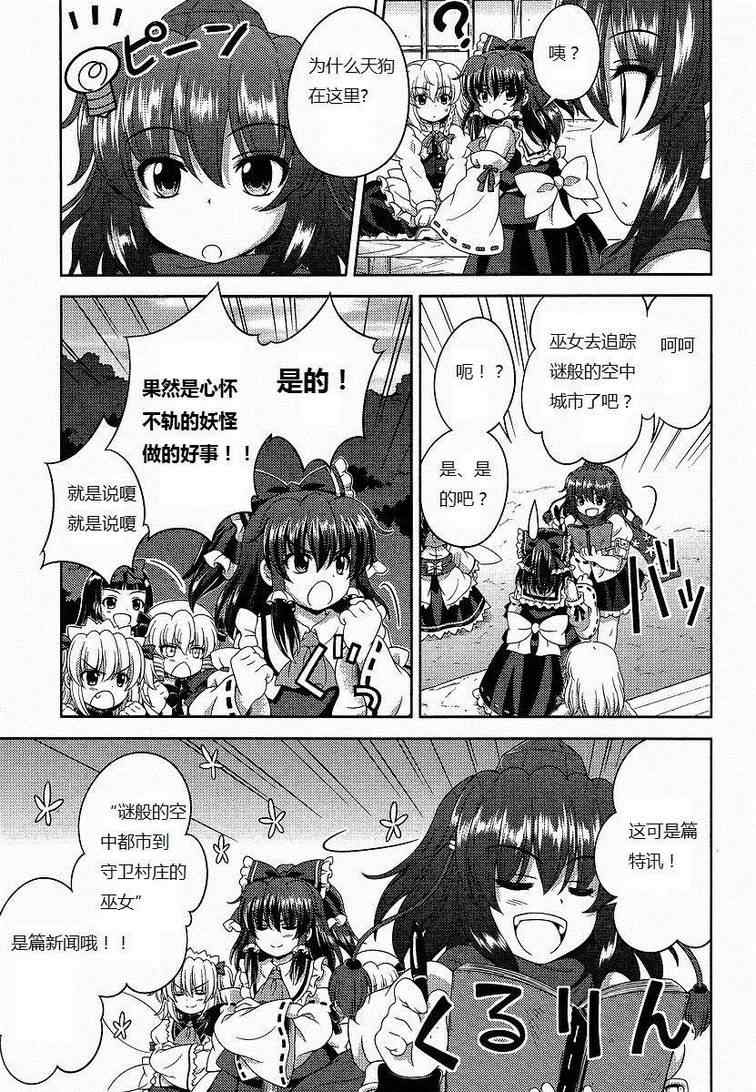 咦？
？
为什么天狗
在这里?
ピーン
呵呵
巫女去追踪
谜般的空中
城市了吧？
呃！？
是、是
的吧？
是的！
果然是心怀
不轨的妖怪
做的好事！！
就是说嗄
就是说嗄
ぐっ
这可是篇
特讯！
くるりん
“谜般的空
中都市到
守卫村庄的
巫女”
是篇新闻哦！！